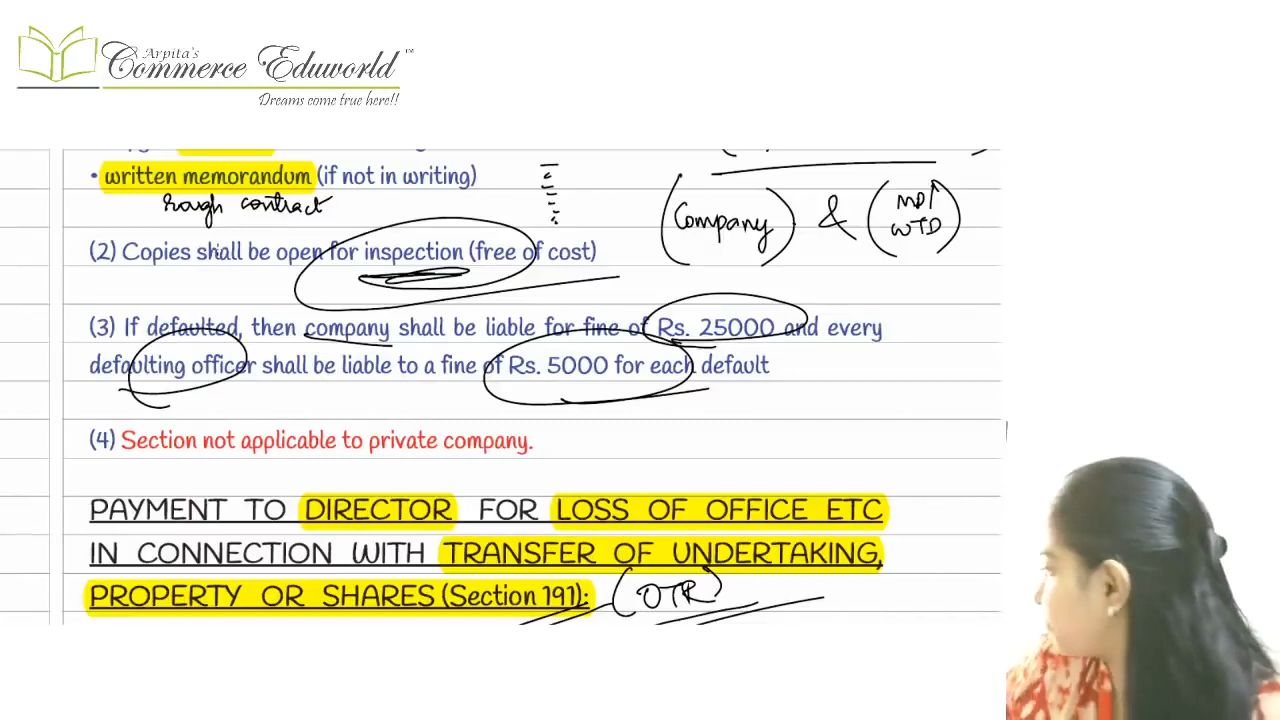 Arpita's
Commerce Eduworld™
Dreams come true here!!
• written memorandum (if not in writing)
rough contract
(Company) & (MD/
WTD)
(2) Copies shall be open for inspection (free of cost)
(3) If defaulted, then company shall be liable for fine of Rs. 25000 and every
defaulting officer shall be liable to a fine of Rs. 5000 for each default
(4) Section not applicable to private company.
PAYMENT TO DIRECTOR FOR LOSS OF OFFICE ETC
IN CONNECTION WITH TRANSFER OF UNDERTAKING,
PROPERTY OR SHARES (Section 191):
(OTR)